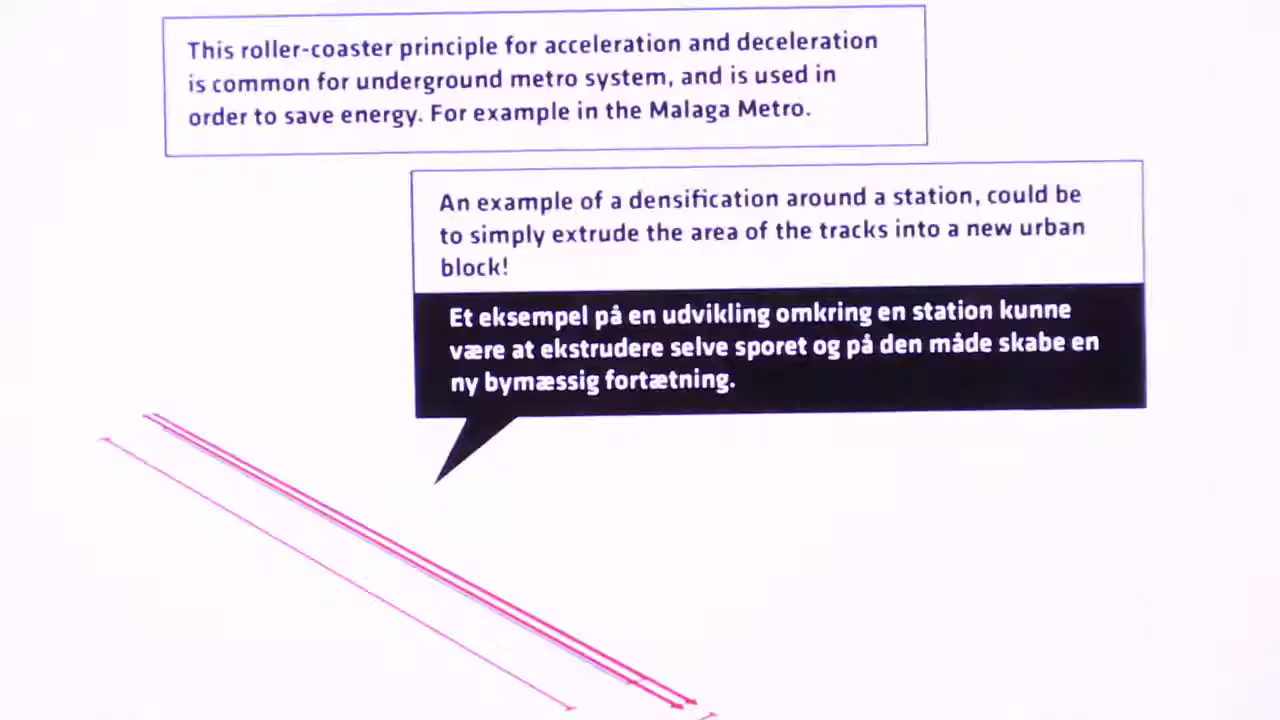 This roller-coaster principle for acceleration and deceleration
is common for underground metro system, and is used in
order to save energy. For example in the Malaga Metro.
An example of a densification around a station, could be
to simply extrude the area of the tracks into a new urban
block!
Et eksempel på en udvikling omkring en station kunne
være at ekstrudere selve sporet og på den måde skabe en
ny bymæssig fortætning.